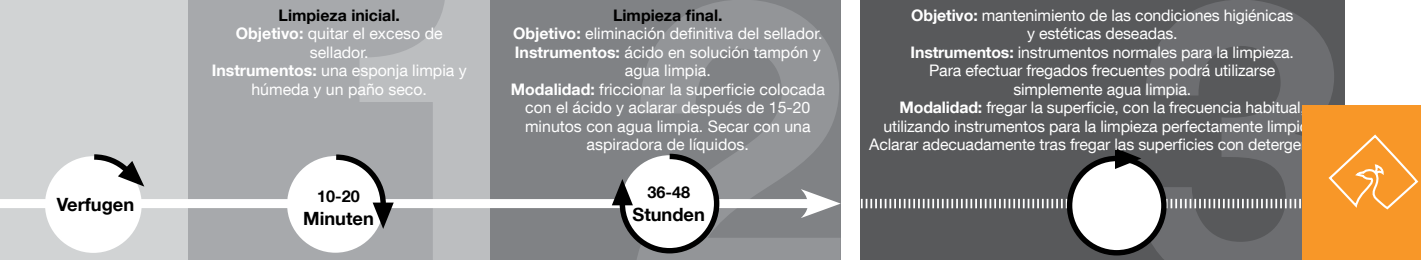 Limpieza inicial.
Objetivo: quitar el exceso de
sellador.
Instrumentos: una esponja limpia y
húmeda y un paño seco.
Limpieza final.
Objetivo: eliminación definitiva del sellador.
Instrumentos: ácido en solución tampón y
agua limpia.
Modalidad: friccionar la superficie colocada
con el ácido y aclarar después de 15-20
minutos con agua limpia. Secar con una
aspiradora de líquidos.
Objetivo: mantenimiento de las condiciones higiénicas
y estéticas deseadas.
Instrumentos: instrumentos normales para la limpieza.
Para efectuar fregados frecuentes podrá utilizarse
simplemente agua limpia.
Modalidad: fregar la superficie, con la frecuencia habitual,
utilizando instrumentos para la limpieza perfectamente
Aclarar adecuadamente tras fregar las superficies con
1
2
3
Verfugen
10-20
Minuten
36-48
Stunden